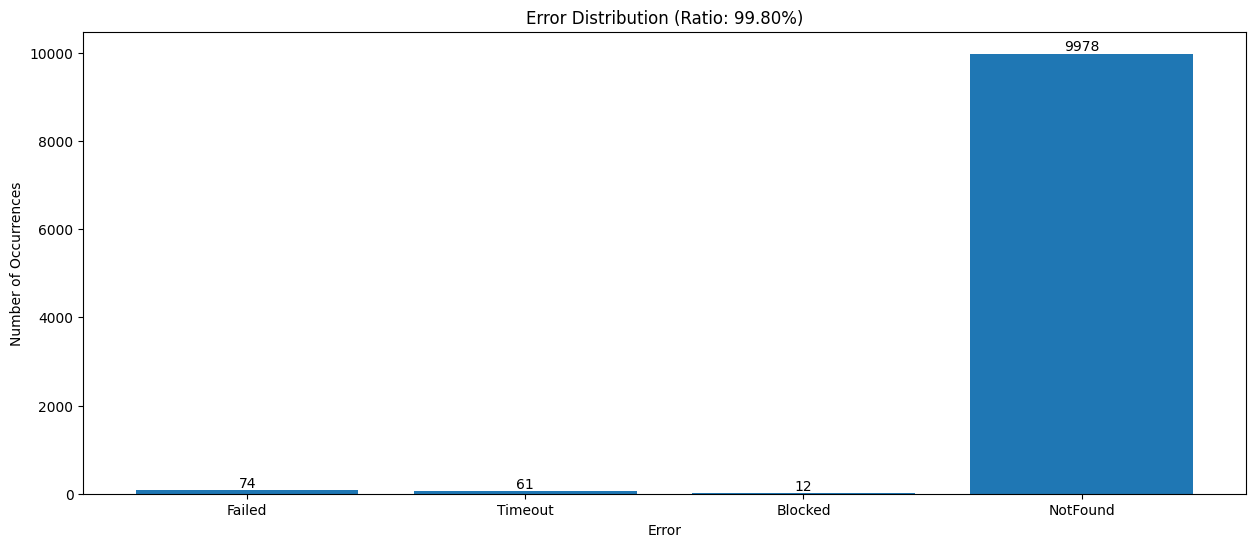 Error Distribution (Ratio: 99.80%)
Number of Occurrences
10000
8000
6000
4000
2000
0
74
61
12
9978
Failed
Timeout
Blocked
NotFound
Error